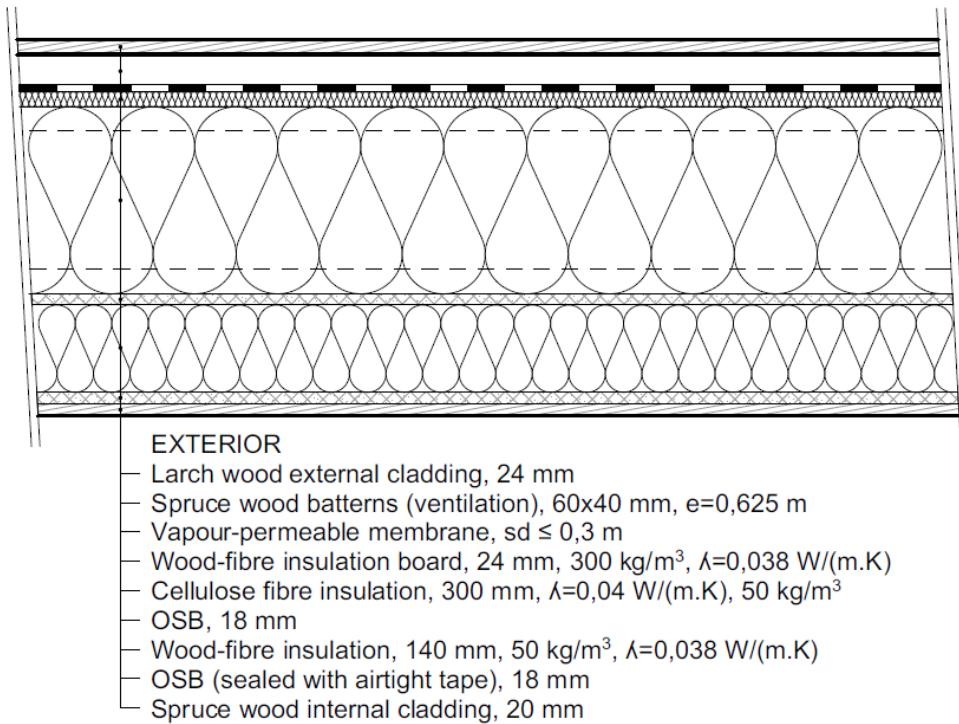 EXTERIOR
Larch wood external cladding, 24 mm
Spruce wood batterns (ventilation), 60x40 mm, e=0,625 m
Vapour-permeable membrane, sd ≤ 0,3 m
Wood-fibre insulation board, 24 mm, 300 kg/m³, ʎ=0,038 W/(m.K)
Cellulose fibre insulation, 300 mm, ʎ=0,04 W/(m.K), 50 kg/m³
OSB, 18 mm
Wood-fibre insulation, 140 mm, 50 kg/m³, ʎ=0,038 W/(m.K)
OSB (sealed with airtight tape), 18 mm
Spruce wood internal cladding, 20 mm